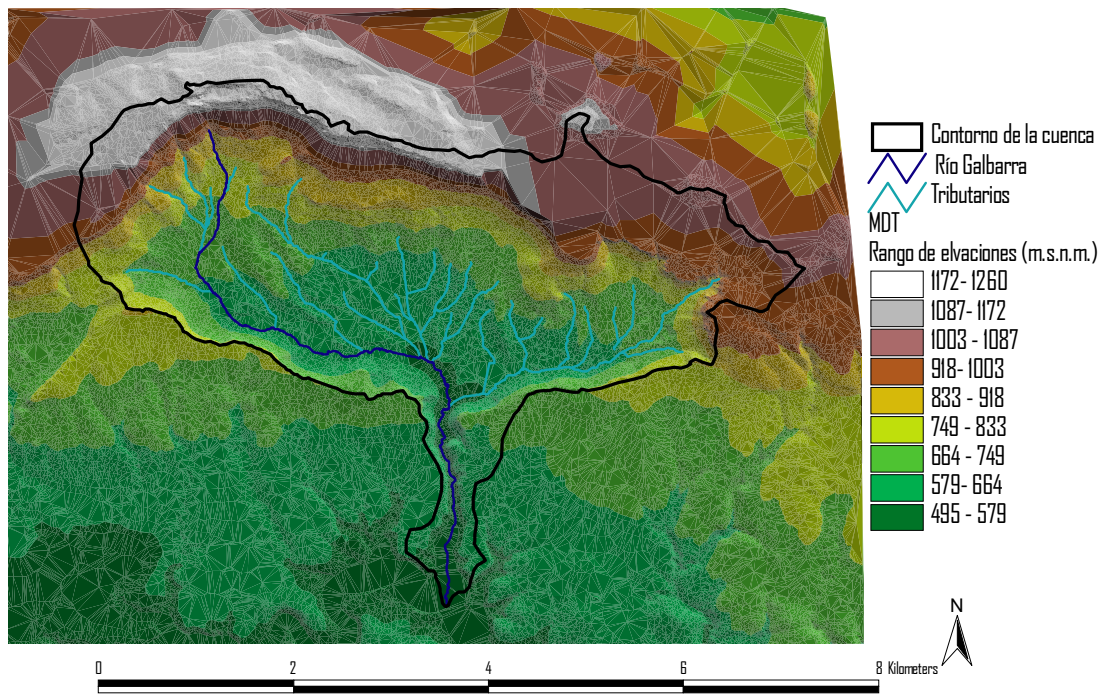 Contorno de la cuenca
Río Galbarra
Tributarios
MDT
Rango de elvaciones (m.s.n.m.)
1172- 1260
1087- 1172
1003 - 1087
918- 1003
833 - 918
749 - 833
664 - 749
579- 664
495 - 579
N
0 2 4 6 8 Kilometers